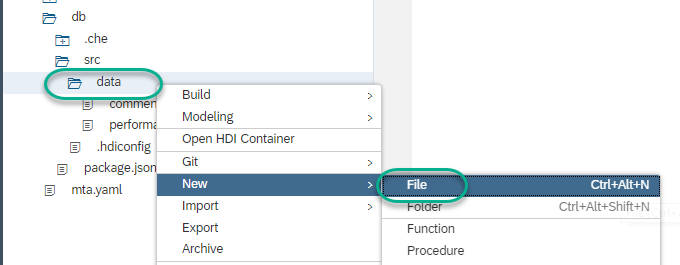 db
.che
src
data
commen
performa
.hdiconfig
package.json
mta.yaml
Build >
Modeling >
Open HDI Container
Git >
New >
Import >
Export
Archive
File Ctrl+Alt+N
Folder Ctrl+Alt+Shift+N
Function
Procedure